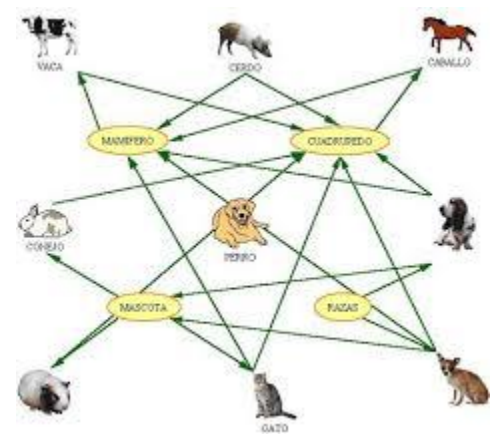 VACA
CERDO
CABALLO
MAMIFERO
CUADRUPEDO
CONEJO
PERRO
MASCOTA
RAZAS
GATO